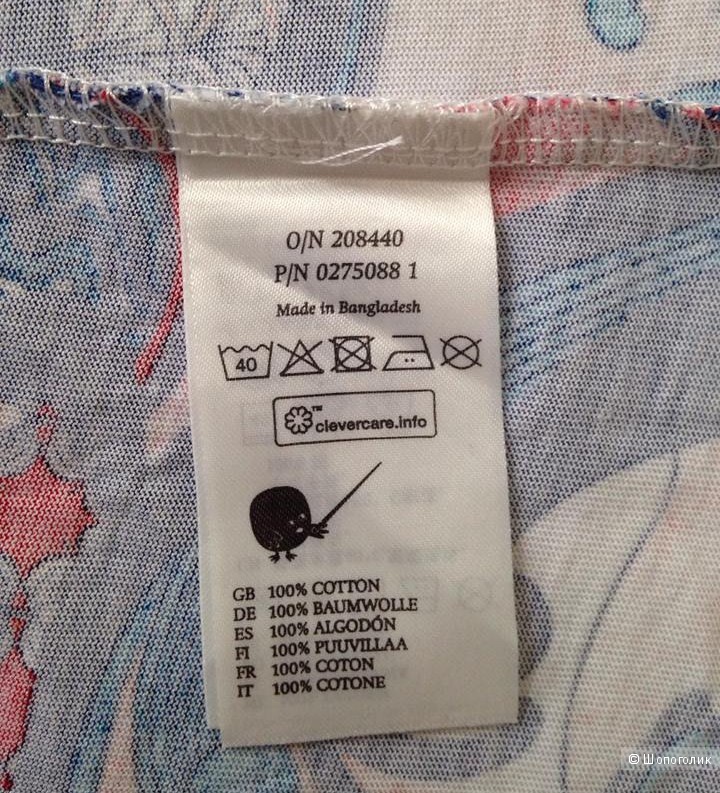 O/N 208440
P/N 0275088 1
Made in Bangladesh
40
™
clevercare.info
GB 100% COTTON
DE 100% BAUMWOLLE
ES 100% ALGODÓN
FI 100% PUUVILLAA
FR 100% COTON
IT 100% COTONE
© Шопоголик